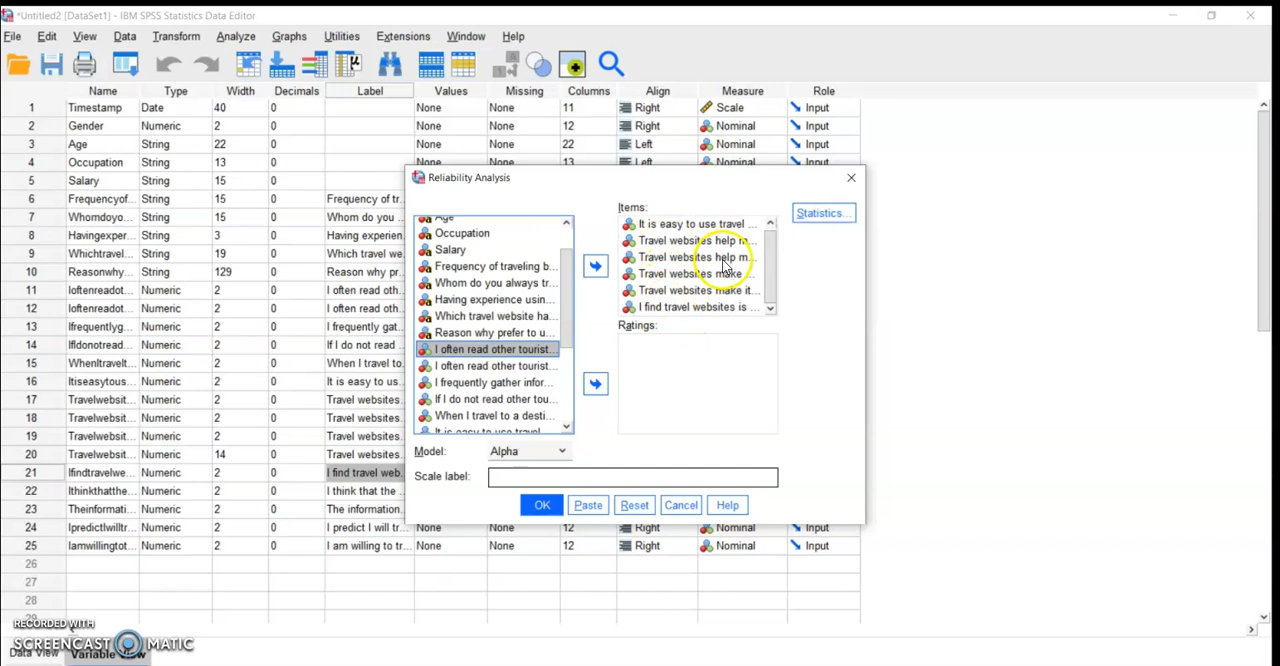 *Untitled2 [DataSet1] - IBM SPSS Statistics Data Editor
File Edit View Data Transform Analyze Graphs Utilities Extensions Window Help
Name Type Width Decimals Label Values Missing Columns Align Measure Role
1 Timestamp Date 40 0 None None 11 Right Scale Input
2 Gender Numeric 2 0 None None 12 Right Nominal Input
3 Age String 22 0 None None 22 Left Nominal Input
4 Occupation String 13 0 None None 13 Left Nominal Input
5 Salary String 15 0
6 Frequencyof... String 15 0 Frequency of tr...
7 Whomdoyo... String 15 0 Whom do you ...
8 Havingexper... String 3 0 Having experien...
9 Whichtravel... String 19 0 Which travel we...
10 Reasonwhy... String 129 0 Reason why pr...
11 Ioftenreadot... Numeric 2 0 I often read oth...
12 Ioftenreadot... Numeric 2 0 I often read oth...
13 Ifrequentlyg... Numeric 2 0 I frequently gat...
14 IfIdonotread... Numeric 2 0 If I do not read ...
15 WhenItravelt... Numeric 2 0 When I travel to...
16 Itiseasytous... Numeric 2 0 It is easy to us...
17 Travelwebsit... Numeric 2 0 Travel websites...
18 Travelwebsit... Numeric 2 0 Travel websites...
19 Travelwebsit... Numeric 2 0 Travel websites...
20 Travelwebsit... Numeric 14 0 Travel websites...
21 Ifindtravelwe... Numeric 2 0 I find travel web...
22 Ithinkthatthe... Numeric 2 0 I think that the ...
23 Theinformati... Numeric 2 0 The information...
24 Ipredictlwilltr... Numeric 2 0 I predict I will tr... None None 12 Right Nominal Input
25 Iamwillingtot... Numeric 2 0 I am willing to tr... None None 12 Right Nominal Input
26
27
28
29
Reliability Analysis
Age
Occupation
Salary
Frequency of traveling b...
Whom do you always tr...
Having experience usin...
Which travel website ha...
Reason why prefer to u...
I often read other tourist...
I often read other tourist...
I frequently gather infor...
If I do not read other tou...
When I travel to a desti...
It is easy to use travel
Items:
It is easy to use travel ...
Travel websites help m...
Travel websites help m...
Travel websites make ...
Travel websites make it...
I find travel websites is ...
Ratings:
Statistics...
Model: Alpha
Scale label:
OK Paste Reset Cancel Help
RECORDED WITH
SCREENCAST MATIC
Data View Variable View